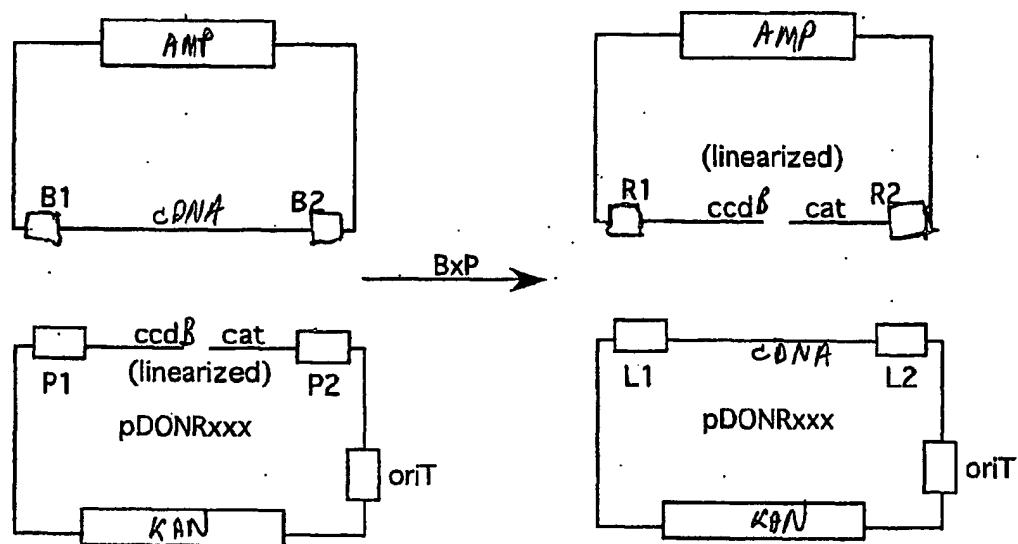 AMP
B1
cDNA
B2
BxP
ccdB
cat
(linearized)
P1
P2
pDONRxxx
oriT
KAN
AMP
(linearized)
R1
ccdB
cat
R2
cDNA
L1
L2
pDONRxxx
oriT
KAN